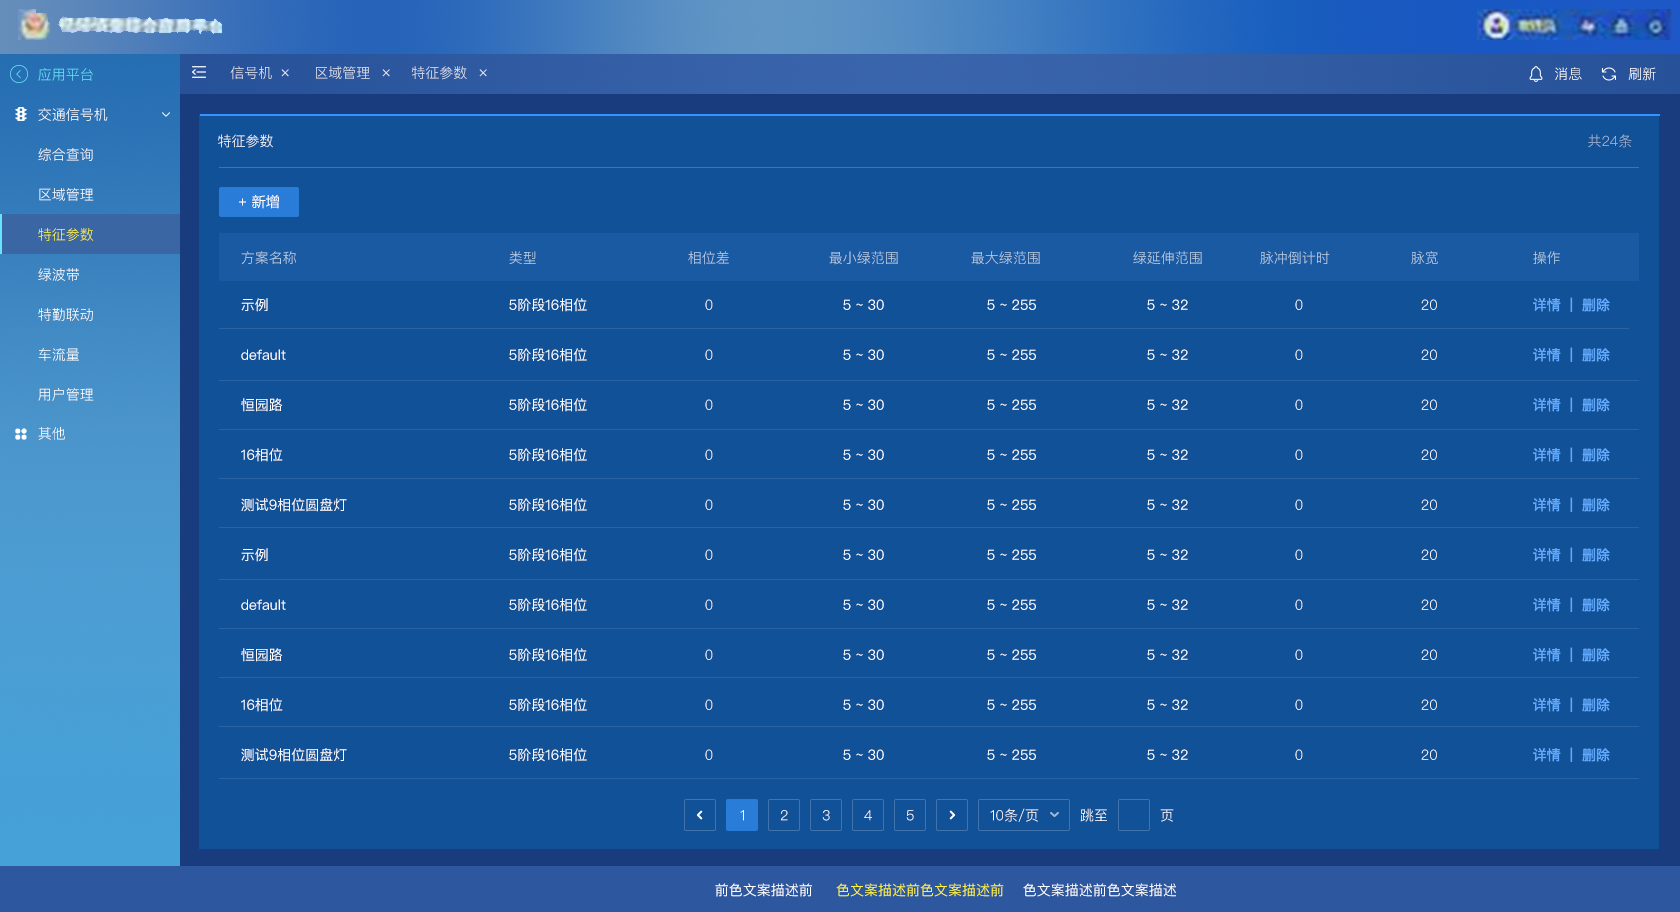 应用平台
信号机 × 区域管理 × 特征参数 × 消息 刷新
交通信号机
综合查询
区域管理
特征参数
绿波带
特勤联动
车流量
用户管理
其他
特征参数 共24条
+ 新增
方案名称 类型 相位差 最小绿范围 最大绿范围 绿延伸范围 脉冲倒计时 脉宽 操作
示例 5阶段16相位 0 5 ~ 30 5 ~ 255 5 ~ 32 0 20 详情 | 删除
default 5阶段16相位 0 5 ~ 30 5 ~ 255 5 ~ 32 0 20 详情 | 删除
恒园路 5阶段16相位 0 5 ~ 30 5 ~ 255 5 ~ 32 0 20 详情 | 删除
16相位 5阶段16相位 0 5 ~ 30 5 ~ 255 5 ~ 32 0 20 详情 | 删除
测试9相位圆盘灯 5阶段16相位 0 5 ~ 30 5 ~ 255 5 ~ 32 0 20 详情 | 删除
示例 5阶段16相位 0 5 ~ 30 5 ~ 255 5 ~ 32 0 20 详情 | 删除
default 5阶段16相位 0 5 ~ 30 5 ~ 255 5 ~ 32 0 20 详情 | 删除
恒园路 5阶段16相位 0 5 ~ 30 5 ~ 255 5 ~ 32 0 20 详情 | 删除
16相位 5阶段16相位 0 5 ~ 30 5 ~ 255 5 ~ 32 0 20 详情 | 删除
测试9相位圆盘灯 5阶段16相位 0 5 ~ 30 5 ~ 255 5 ~ 32 0 20 详情 | 删除
1 2 3 4 5 10条/页 跳至 页
前色文案描述前 色文案描述前色文案描述前 色文案描述前色文案描述